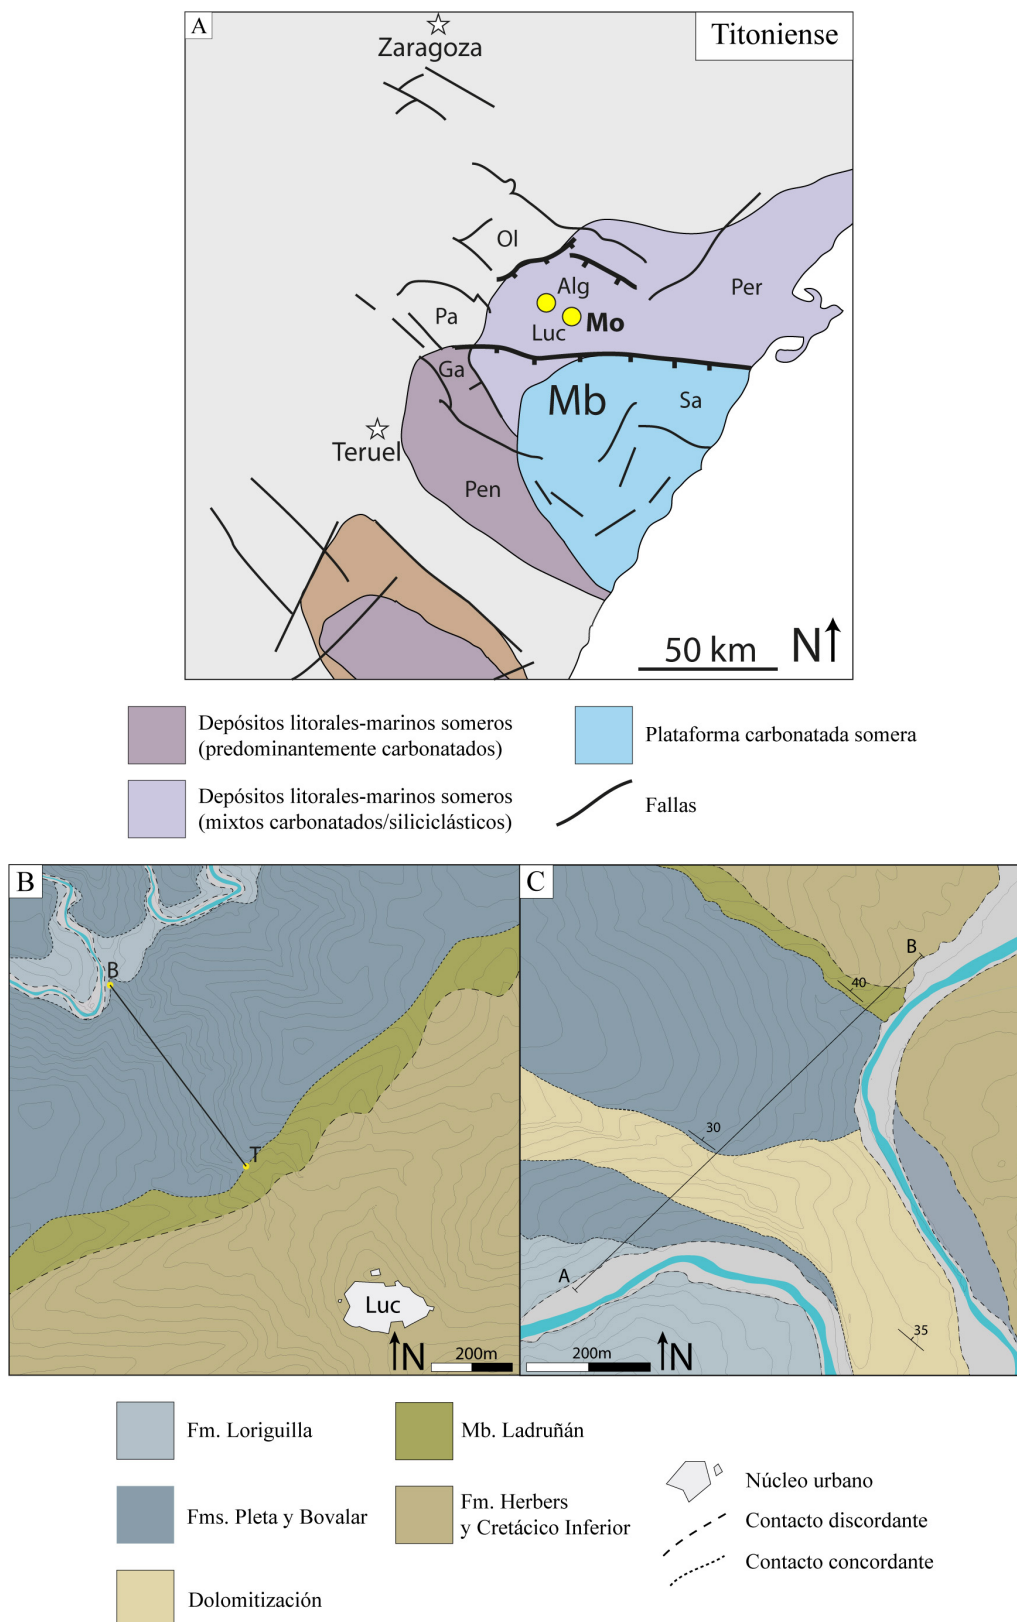 A
Titoniense
Zaragoza
Ol
Alg
Per
Pa
Luc
Mo
Ga
Mb
Sa
Teruel
Pen
50 km
N
Depósitos litorales-marinos someros
(predominantemente carbonatados)
Plataforma carbonatada somera
Depósitos litorales-marinos someros
(mixtos carbonatados/siliciclásticos)
Fallas
B
B
T
Luc
N
200m
C
B
40
30
A
35
200m
N
Fm. Loriguilla
Mb. Ladruñán
Fms. Pleta y Bovalar
Fm. Herbers
y Cretácico Inferior
Dolomitización
Núcleo urbano
Contacto discordante
Contacto concordante